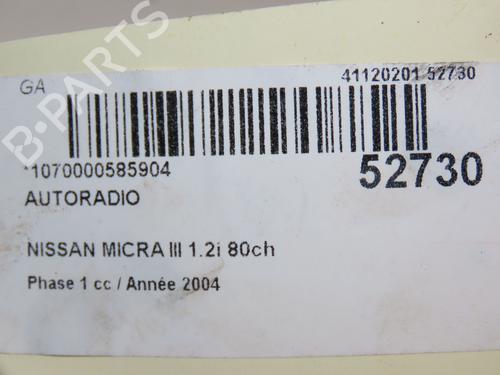 GA
41120201 52730
*1070000585904
52730
AUTORADIO
NISSAN MICRA III 1.2i 80ch
Phase 1 cc / Année 2004
B-PARTS